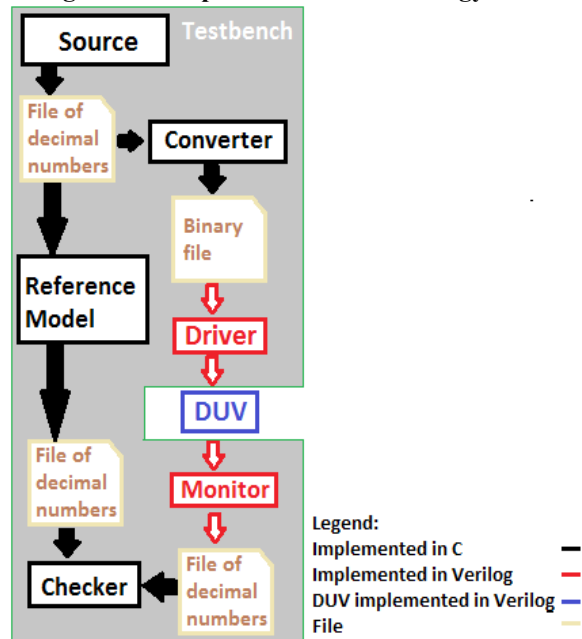 Testbench
Source
File of
decimal
numbers
Converter
Binary
file
Reference
Model
Driver
DUV
Monitor
File of
decimal
numbers
Checker
File of
decimal
numbers
Legend:
Implemented in C
Implemented in Verilog
DUV implemented in Verilog
File